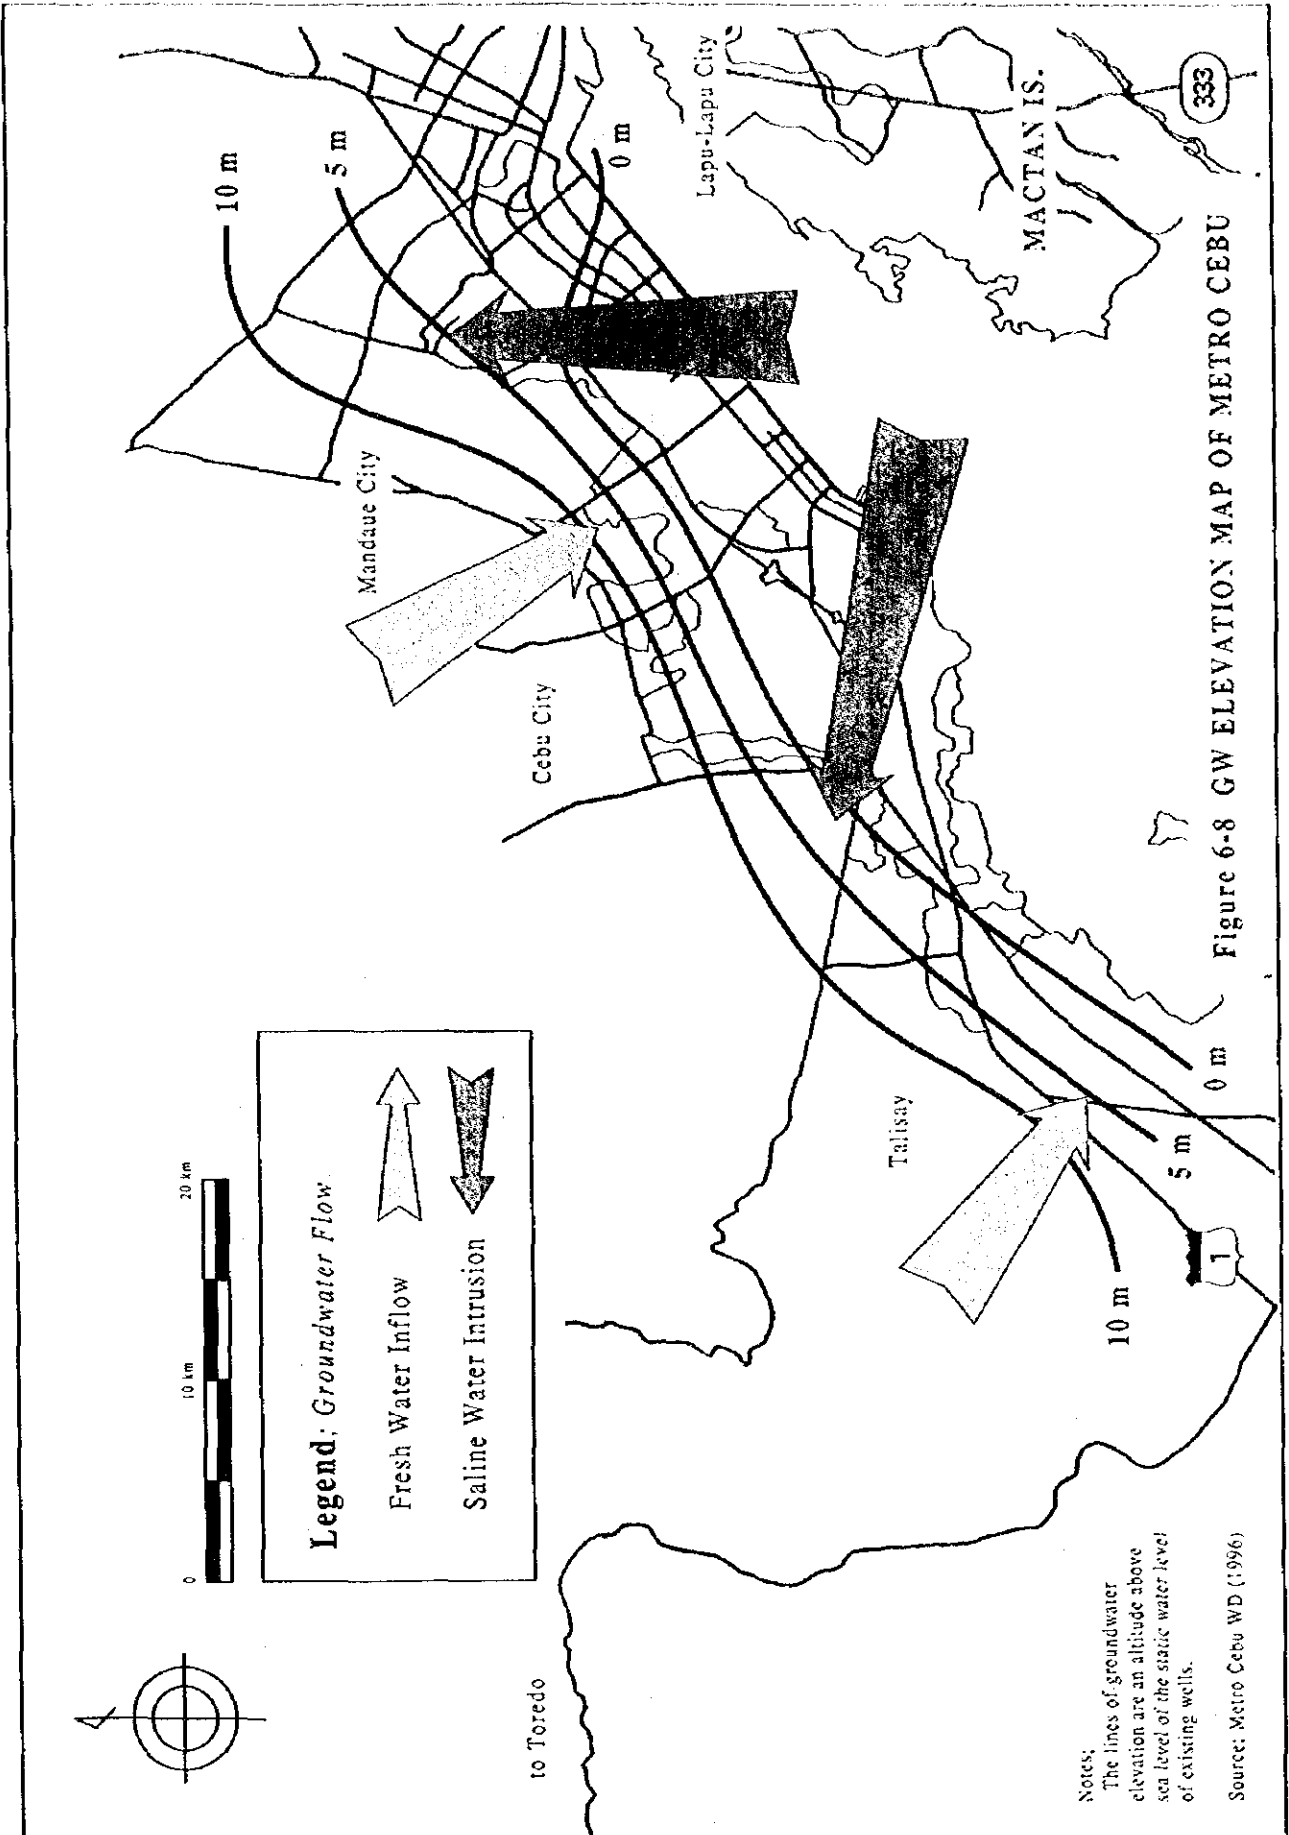 0
10 km
20 km
Legend; Groundwater Flow
Fresh Water Inflow
Saline Water Intrusion
to Toredo
10 m
5 m
0 m
Mandaue City
Cebu City
Lapu-Lapu City
MACTAN IS.
Talisay
10 m
5 m
0 m
1
333
Notes;
The lines of groundwater
elevation are an altitude above
sea level of the static water level
of existing wells.
Source; Metro Cebu WD (1996)
Figure 6-8 GW ELEVATION MAP OF METRO CEBU